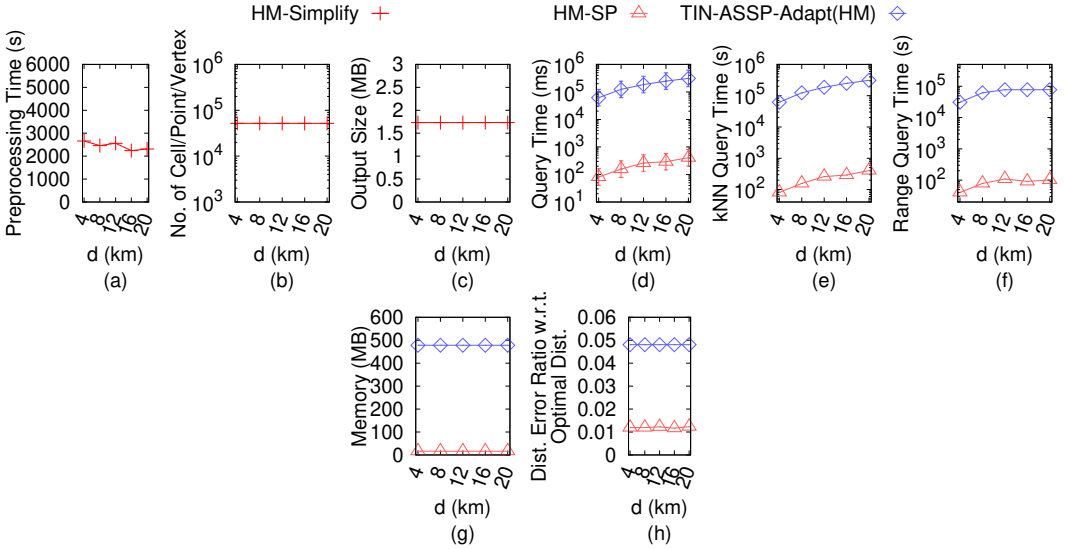 HM-Simplify HM-SP TIN-ASSP-Adapt(HM)
Preprocessing Time (s)
6000
5000
4000
3000
2000
1000
0
4 8 12 16 20
d (km)
(a)
No. of Cell/Point/Vertex
10^6
10^5
10^4
10^3
4 8 12 16 20
d (km)
(b)
Output Size (MB)
3
2.5
2
1.5
1
0.5
0
4 8 12 16 20
d (km)
(c)
Query Time (ms)
10^6
10^5
10^4
10^3
10^2
10^1
4 8 12 16 20
d (km)
(d)
kNN Query Time (s)
10^6
10^5
10^4
10^3
10^2
4 8 12 16 20
d (km)
(e)
Range Query Time (s)
10^5
10^4
10^3
10^2
4 8 12 16 20
d (km)
(f)
Memory (MB)
600
500
400
300
200
100
0
4 8 12 16 20
d (km)
(g)
Dist. Error Ratio w.r.t.
Optimal Dist.
0.06
0.05
0.04
0.03
0.02
0.01
0
4 8 12 16 20
d (km)
(h)